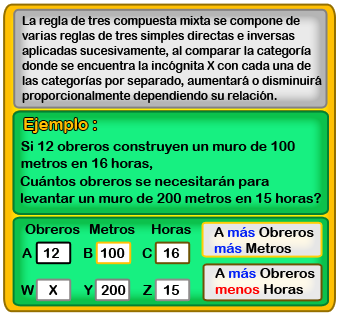 La regla de tres compuesta mixta se compone de
varias reglas de tres simples directas e inversas
aplicadas sucesivamente, al comparar la categoría
donde se encuentra la incógnita X con cada una de
las categorías por separado, aumentará o disminuirá
proporcionalmente dependiendo su relación.
Ejemplo :
Si 12 obreros construyen un muro de 100
metros en 16 horas,
Cuántos obreros se necesitarán para
levantar un muro de 200 metros en 15 horas?
Obreros Metros Horas
A 12 B 100 C 16
W X Y 200 Z 15
A más Obreros
más Metros
A más Obreros
menos Horas